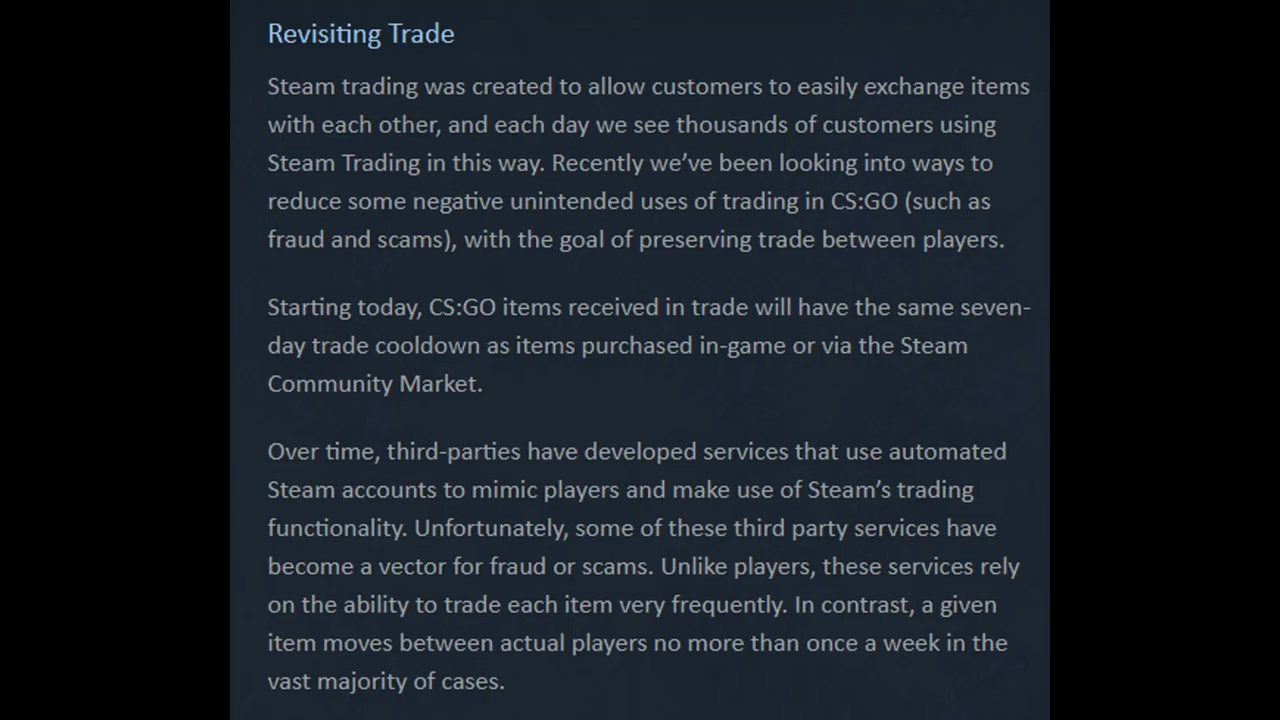 Revisiting Trade
Steam trading was created to allow customers to easily exchange items
with each other, and each day we see thousands of customers using
Steam Trading in this way. Recently we’ve been looking into ways to
reduce some negative unintended uses of trading in CS:GO (such as
fraud and scams), with the goal of preserving trade between players.
Starting today, CS:GO items received in trade will have the same seven-
day trade cooldown as items purchased in-game or via the Steam
Community Market.
Over time, third-parties have developed services that use automated
Steam accounts to mimic players and make use of Steam’s trading
functionality. Unfortunately, some of these third party services have
become a vector for fraud or scams. Unlike players, these services rely
on the ability to trade each item very frequently. In contrast, a given
item moves between actual players no more than once a week in the
vast majority of cases.